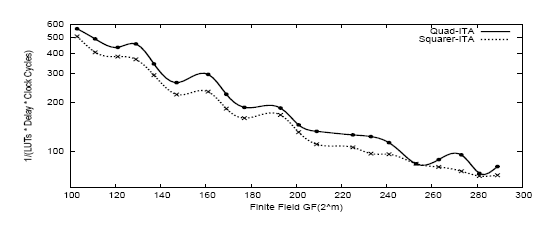 600
500
400
300
200
100
1/(LUTs * Delay * Clock Cycles)
Quad-ITA
Squarer-ITA
100 120 140 160 180 200 220 240 260 280 300
Finite Field GF(2^m)